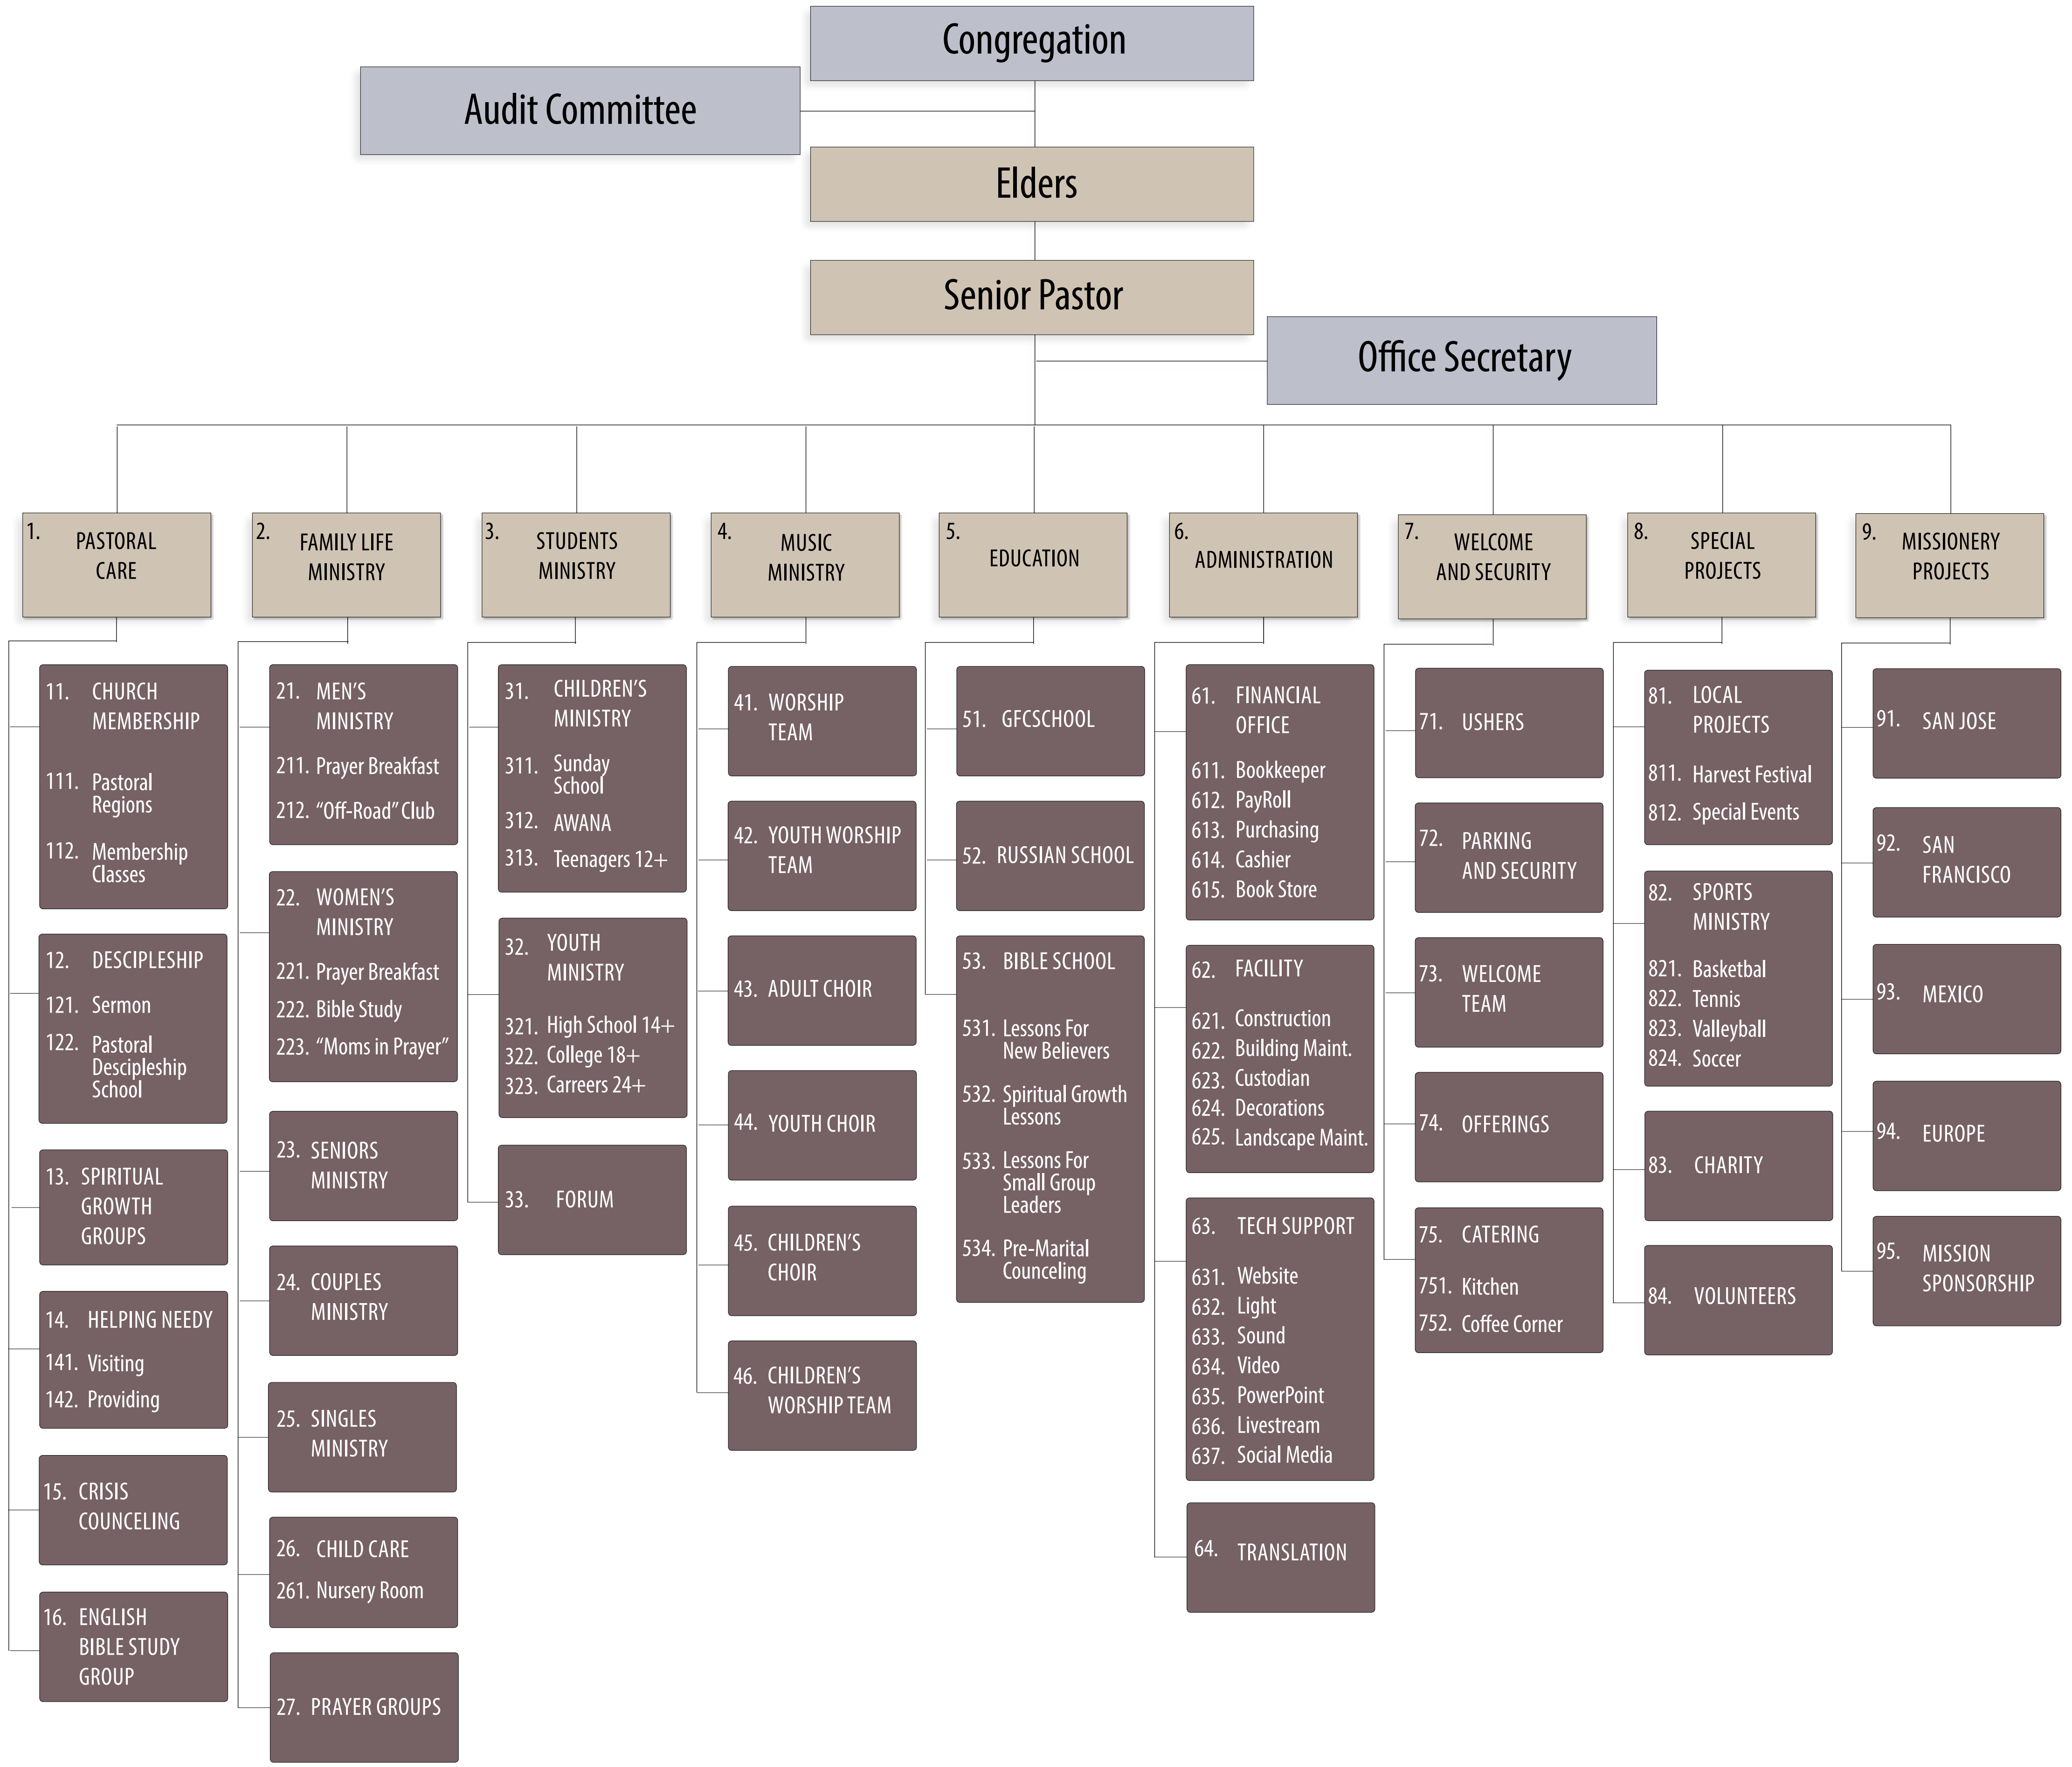 Congregation
Audit Committee
Elders
Senior Pastor
Office Secretary
1. PASTORAL
CARE
2. FAMILY LIFE
MINISTRY
3. STUDENTS
MINISTRY
4. MUSIC
MINISTRY
5. EDUCATION
6. ADMINISTRATION
7. WELCOME
AND SECURITY
8. SPECIAL
PROJECTS
9. MISSIONERY
PROJECTS
11. CHURCH
MEMBERSHIP
111. Pastoral
Regions
112. Membership
Classes
12. DESCIPLESHIP
121. Sermon
122. Pastoral
Descipleship
School
13. SPIRITUAL
GROWTH
GROUPS
14. HELPING NEEDY
141. Visiting
142. Providing
15. CRISIS
COUNCELING
16. ENGLISH
BIBLE STUDY
GROUP
21. MEN’S
MINISTRY
211. Prayer Breakfast
212. “Off-Road” Club
22. WOMEN’S
MINISTRY
221. Prayer Breakfast
222. Bible Study
223. “Moms in Prayer”
23. SENIORS
MINISTRY
24. COUPLES
MINISTRY
25. SINGLES
MINISTRY
26. CHILD CARE
261. Nursery Room
27. PRAYER GROUPS
31. CHILDREN’S
MINISTRY
311. Sunday
School
312. AWANA
313. Teenagers 12+
32. YOUTH
MINISTRY
321. High School 14+
322. College 18+
323. Carreers 24+
33. FORUM
41. WORSHIP
TEAM
42. YOUTH WORSHIP
TEAM
43. ADULT CHOIR
44. YOUTH CHOIR
45. CHILDREN’S
CHOIR
46. CHILDREN’S
WORSHIP TEAM
51. GFCSCHOOL
52. RUSSIAN SCHOOL
53. BIBLE SCHOOL
531. Lessons For
New Believers
532. Spiritual Growth
Lessons
533. Lessons For
Small Group
Leaders
534. Pre-Marital
Counceling
61. FINANCIAL
OFFICE
611. Bookkeeper
612. PayRoll
613. Purchasing
614. Cashier
615. Book Store
62. FACILITY
621. Construction
622. Building Maint.
623. Custodian
624. Decorations
625. Landscape Maint.
63. TECH SUPPORT
631. Website
632. Light
633. Sound
634. Video
635. PowerPoint
636. Livestream
637. Social Media
64. TRANSLATION
71. USHERS
72. PARKING
AND SECURITY
73. WELCOME
TEAM
74. OFFERINGS
75. CATERING
751. Kitchen
752. Coffee Corner
81. LOCAL
PROJECTS
811. Harvest Festival
812. Special Events
82. SPORTS
MINISTRY
821. Basketbal
822. Tennis
823. Valleyball
824. Soccer
83. CHARITY
84. VOLUNTEERS
91. SAN JOSE
92. SAN
FRANCISCO
93. MEXICO
94. EUROPE
95. MISSION
SPONSORSHIP